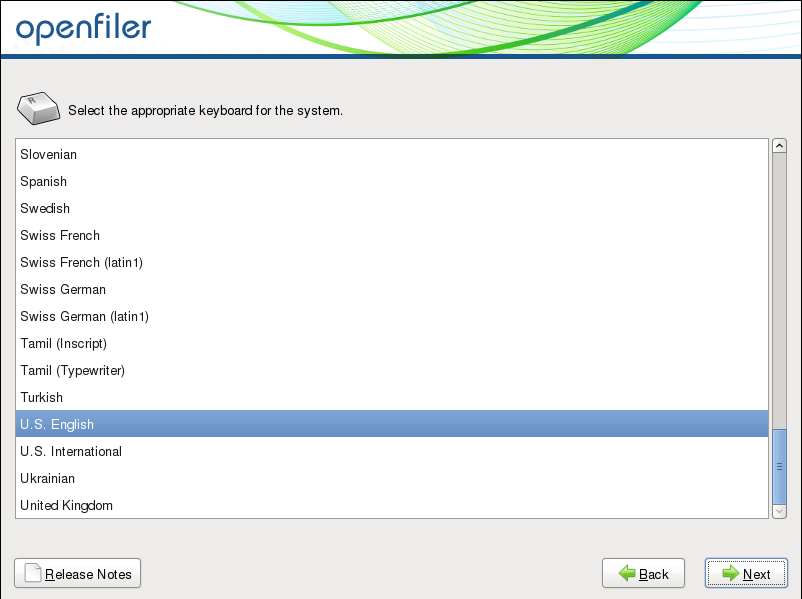 openfiler
R
Select the appropriate keyboard for the system.
Slovenian
Spanish
Swedish
Swiss French
Swiss French (latin1)
Swiss German
Swiss German (latin1)
Tamil (Inscript)
Tamil (Typewriter)
Turkish
U.S. English
U.S. International
Ukrainian
United Kingdom
Release Notes
Back
Next